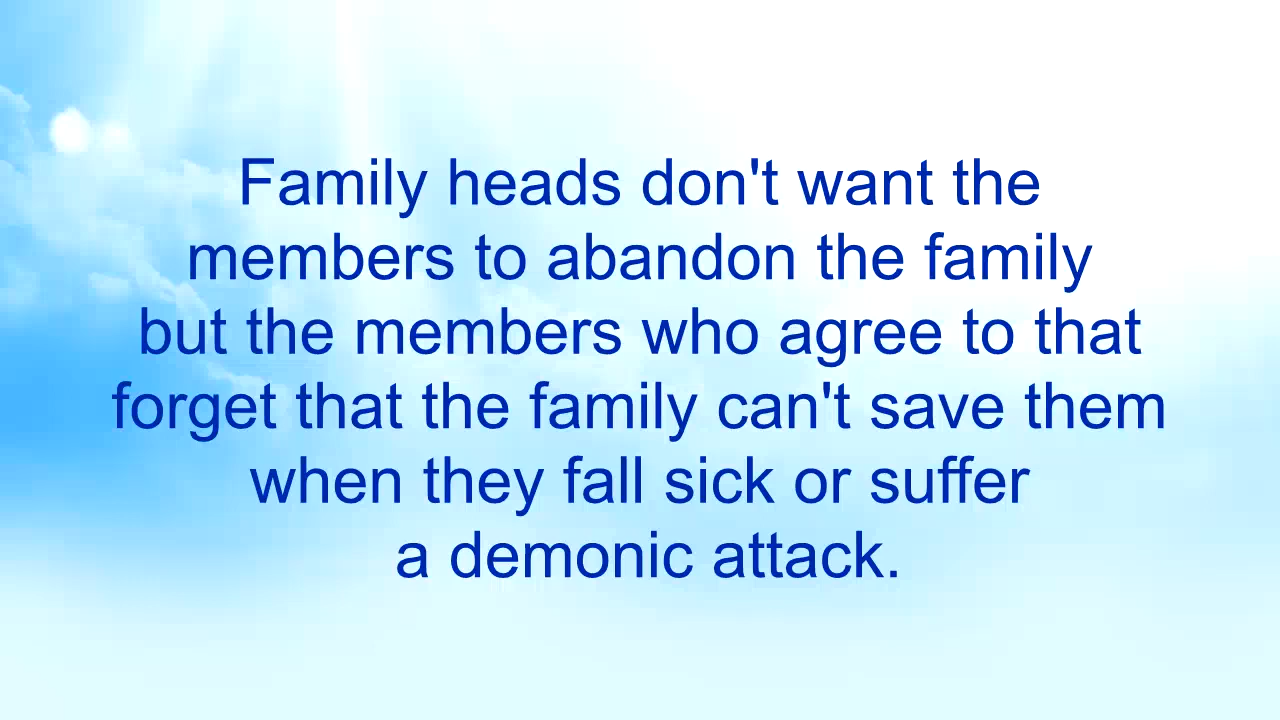 Family heads don't want the
members to abandon the family
but the members who agree to that
forget that the family can't save them
when they fall sick or suffer
a demonic attack.